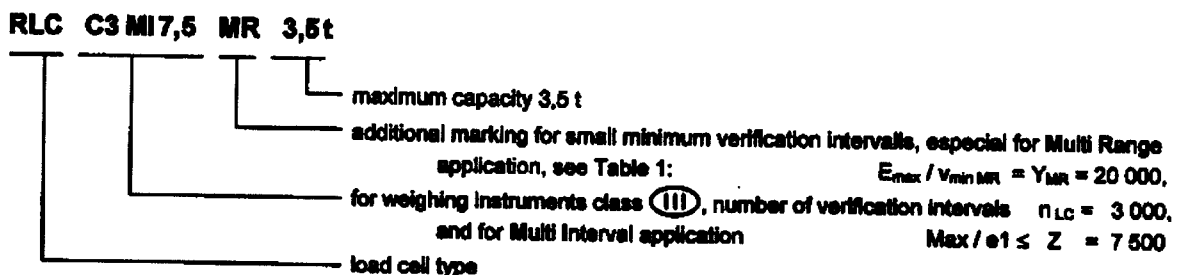 RLC C3 MI7,5 MR 3,5t
maximum capacity 3,5 t
additional marking for small minimum verification intervalls, especial for Multi Range
application, see Table 1: Emax / vmin MR = YMR = 20 000,
for weighing instruments class III, number of verification intervals nLC = 3 000,
and for Multi Interval application Max / e1 ≤ Z = 7 500
load cell type